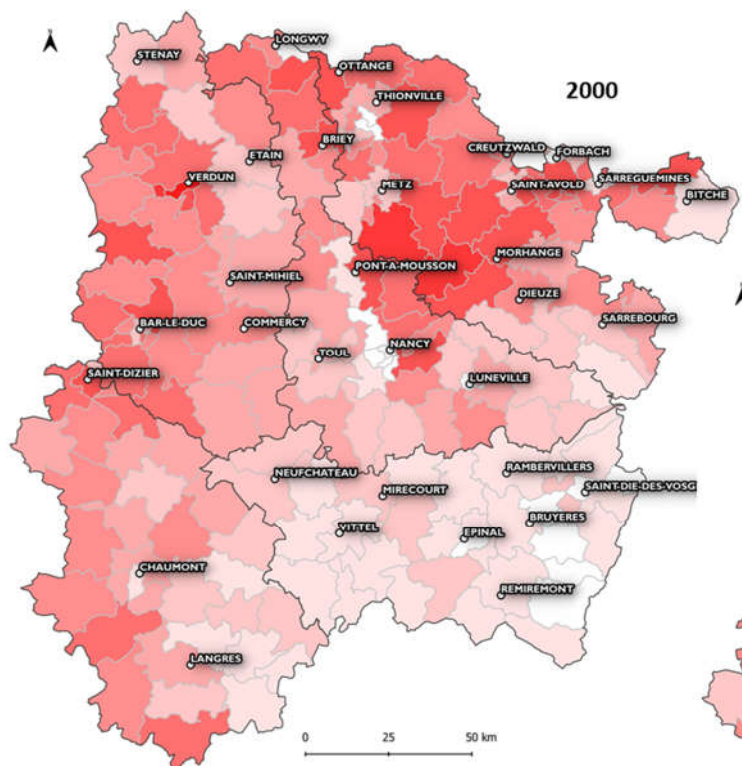 LONGWY
STENAY
OTTANGE
2000
THIONVILLE
BRIEY
CREUTZWALD
FORBACH
ETAIN
VERDUN
METZ
SAINT-AVOLD
SARREGUEMINES
BITCHE
MORHANGE
PONT-A-MOUSSON
SAINT-MIHIEL
DIEUZE
BAR-LE-DUC
COMMERCY
SARREBOURG
NANCY
TOUL
SAINT-DIZIER
LUNEVILLE
NEUFCHATEAU
RAMBERVILLERS
MIRECOURT
SAINT-DIE-DES-VOSG
BRUYERES
VITTEL
EPINAL
CHAUMONT
REMIREMONT
LANGRES
0 25 50 km